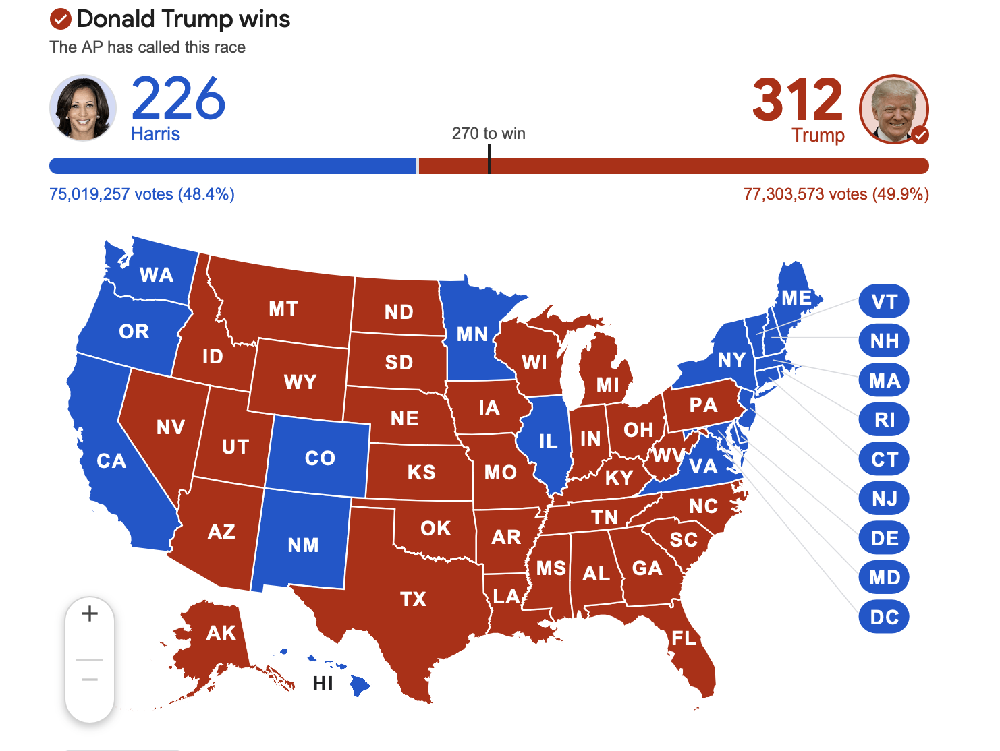 Donald Trump wins
The AP has called this race
226
Harris
312
Trump
270 to win
75,019,257 votes (48.4%)
77,303,573 votes (49.9%)
WA
OR
CA
NV
ID
MT
WY
UT
AZ
CO
NM
ND
SD
NE
KS
OK
TX
MN
IA
MO
AR
LA
WI
IL
MI
IN
OH
KY
TN
MS
AL
GA
FL
SC
NC
VA
WV
PA
NY
ME
VT
NH
MA
RI
CT
NJ
DE
MD
DC
AK
HI
+
−